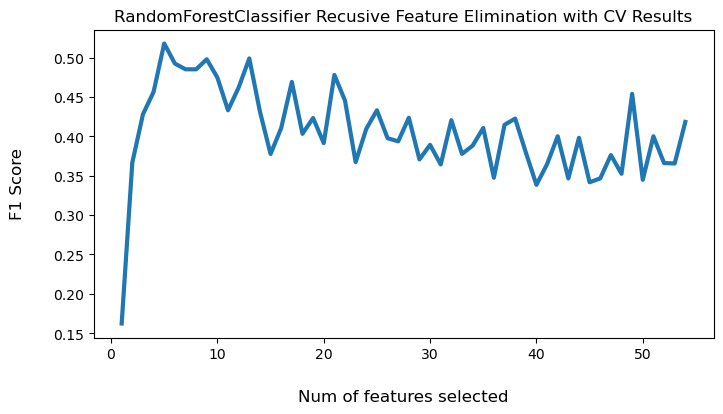 RandomForestClassifier Recusive Feature Elimination with CV Results
F1 Score
0.50
0.45
0.40
0.35
0.30
0.25
0.20
0.15
0 10 20 30 40 50
Num of features selected